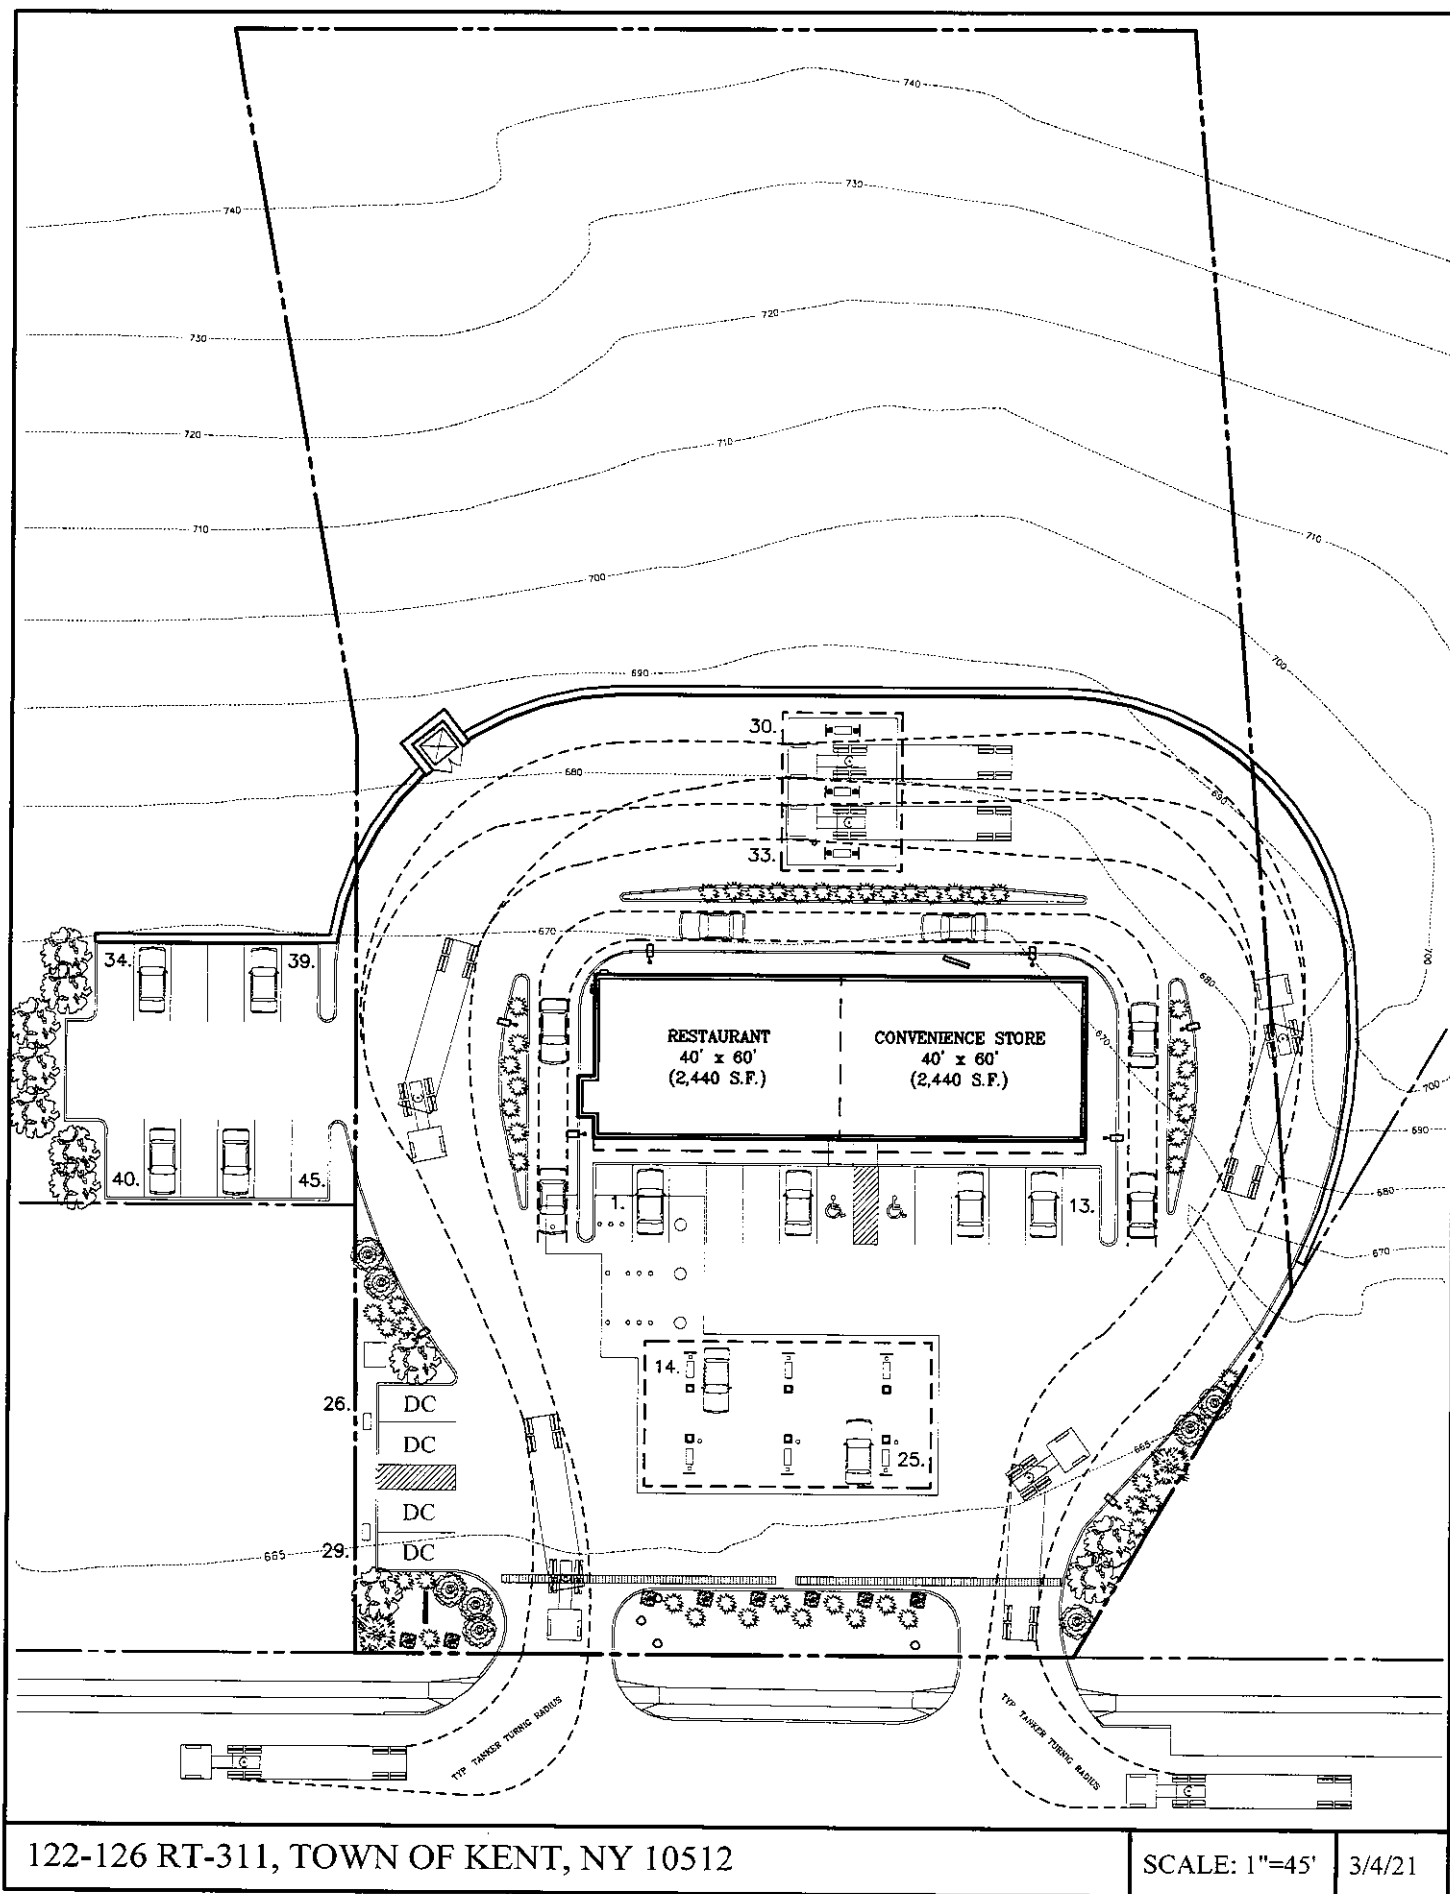 740
730
740
720
730
710
720
710
710
700
700
690
30.
680
690
33.
670
34.
39.
700
680
RESTAURANT
40' x 60'
(2,440 S.F.)
CONVENIENCE STORE
40' x 60'
(2,440 S.F.)
670
700
690
40.
45.
1.
13.
680
670
14.
26.
DC
DC
25.
665
DC
29.
DC
665
TYP TANKER TURNIG RADIUS
TYP TANKER TURNIG RADIUS
122-126 RT-311, TOWN OF KENT, NY 10512
SCALE: 1"=45'
3/4/21